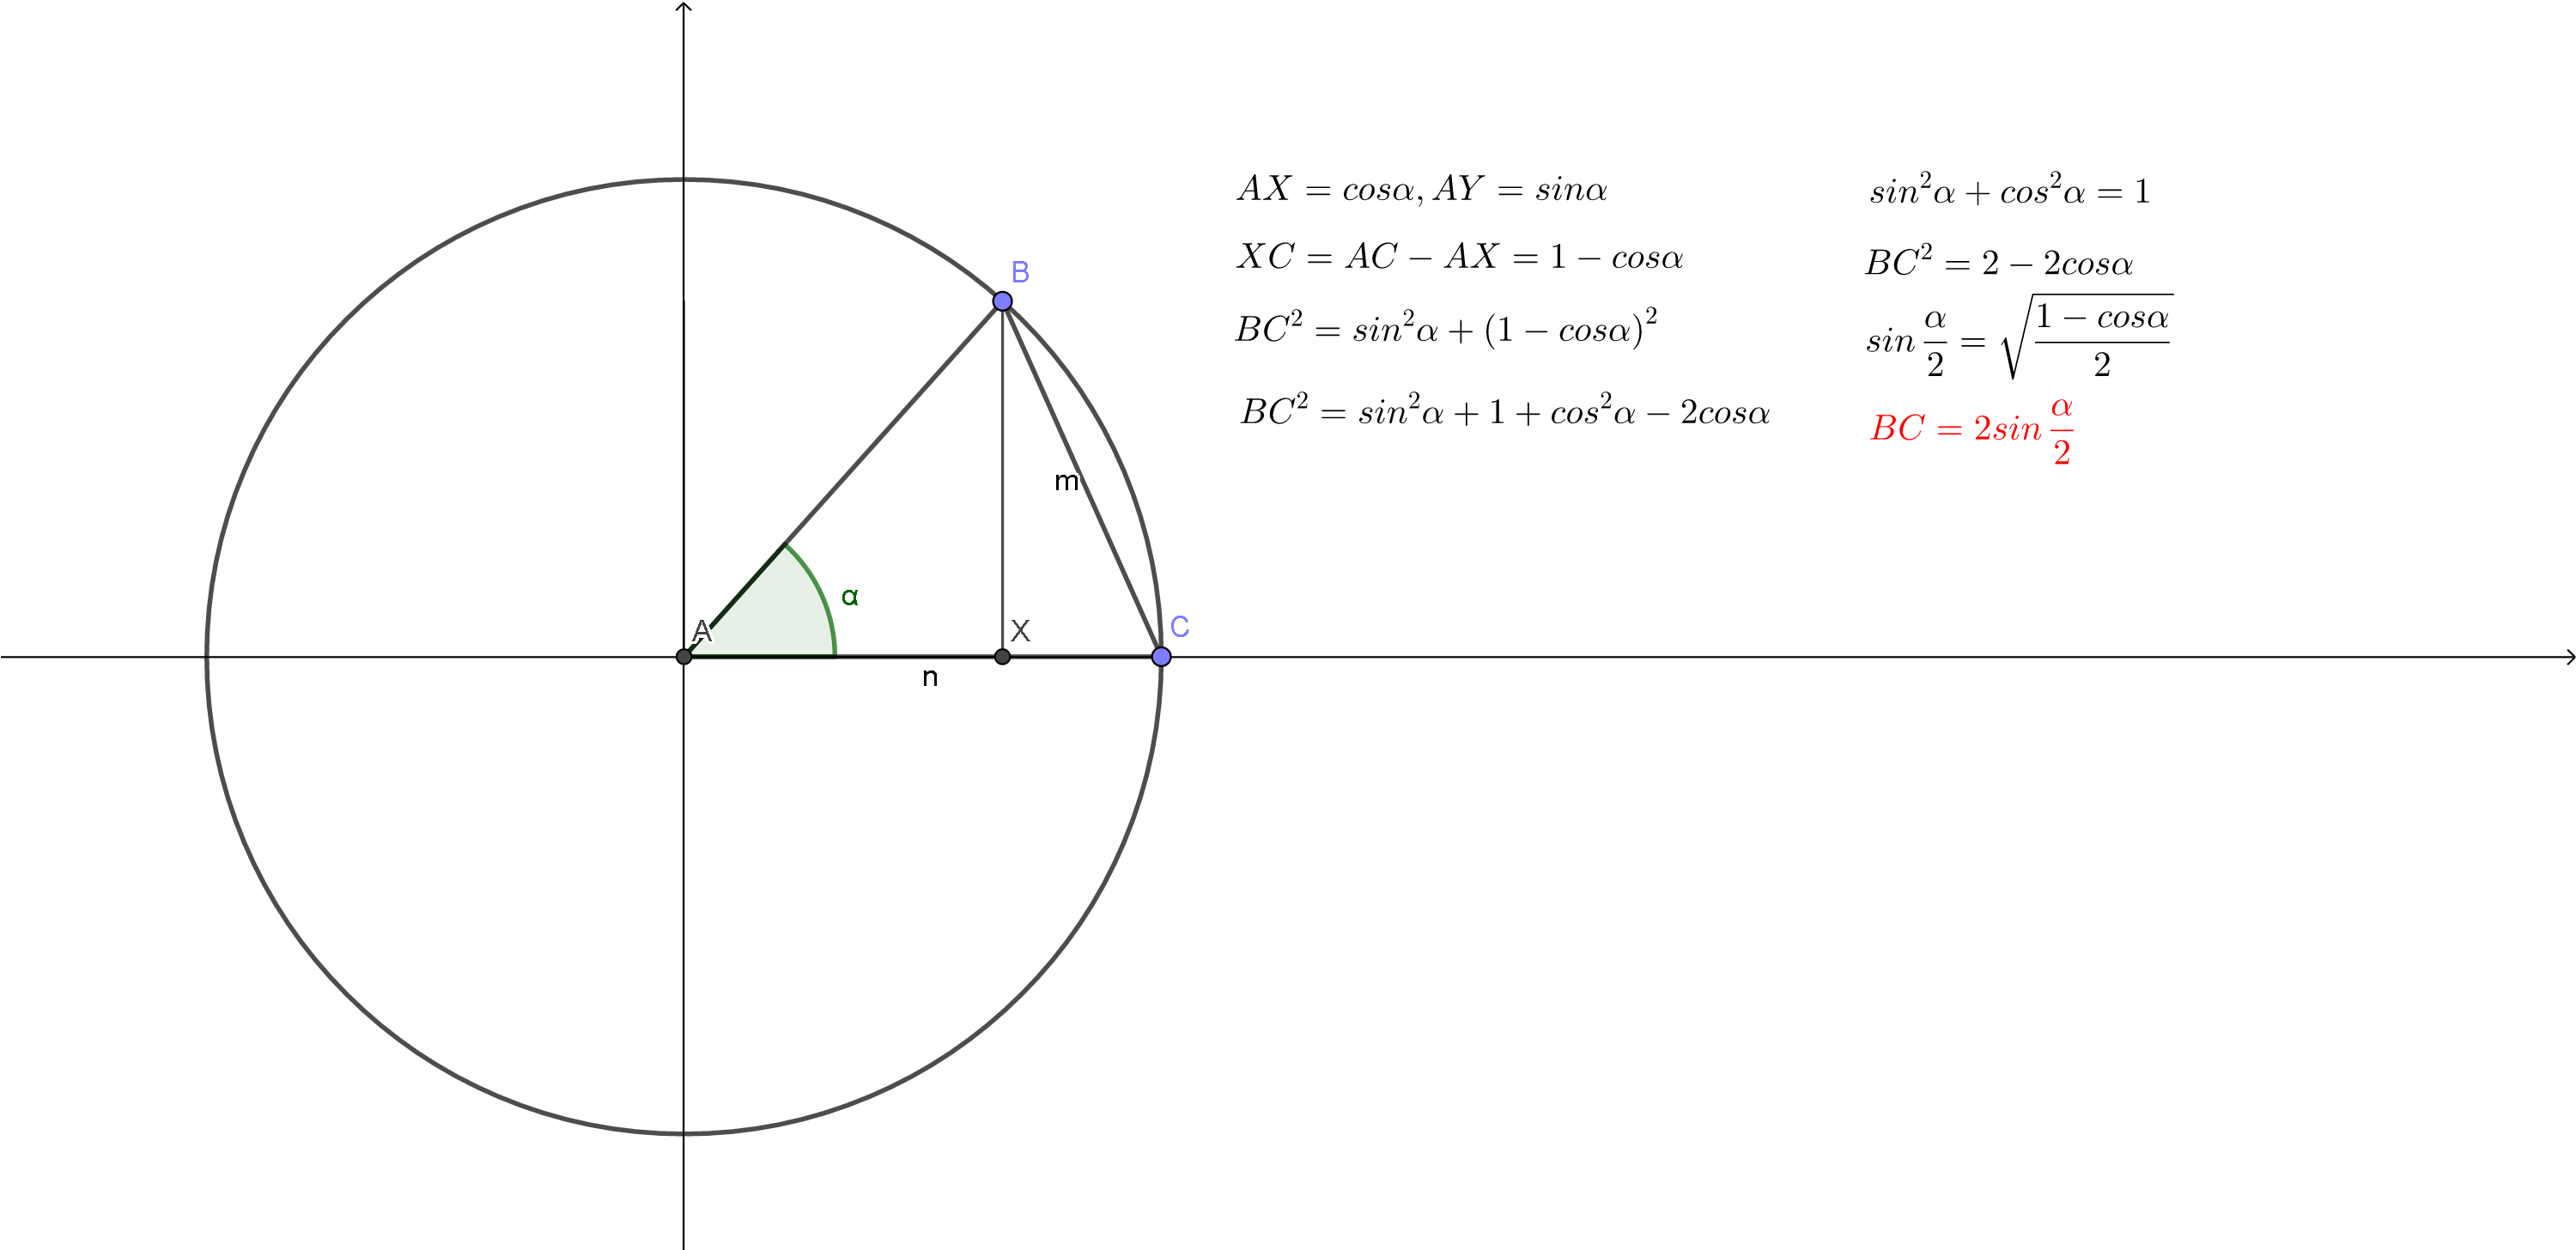 B
m
α
A
X
C
n
AX = cosα, AY = sinα
XC = AC − AX = 1 − cosα
BC² = sin²α + (1 − cosα)²
BC² = sin²α + 1 + cos²α − 2cosα
sin²α + cos²α = 1
BC² = 2 − 2cosα
sin α/2 = √((1 − cosα)/2)
BC = 2sin α/2